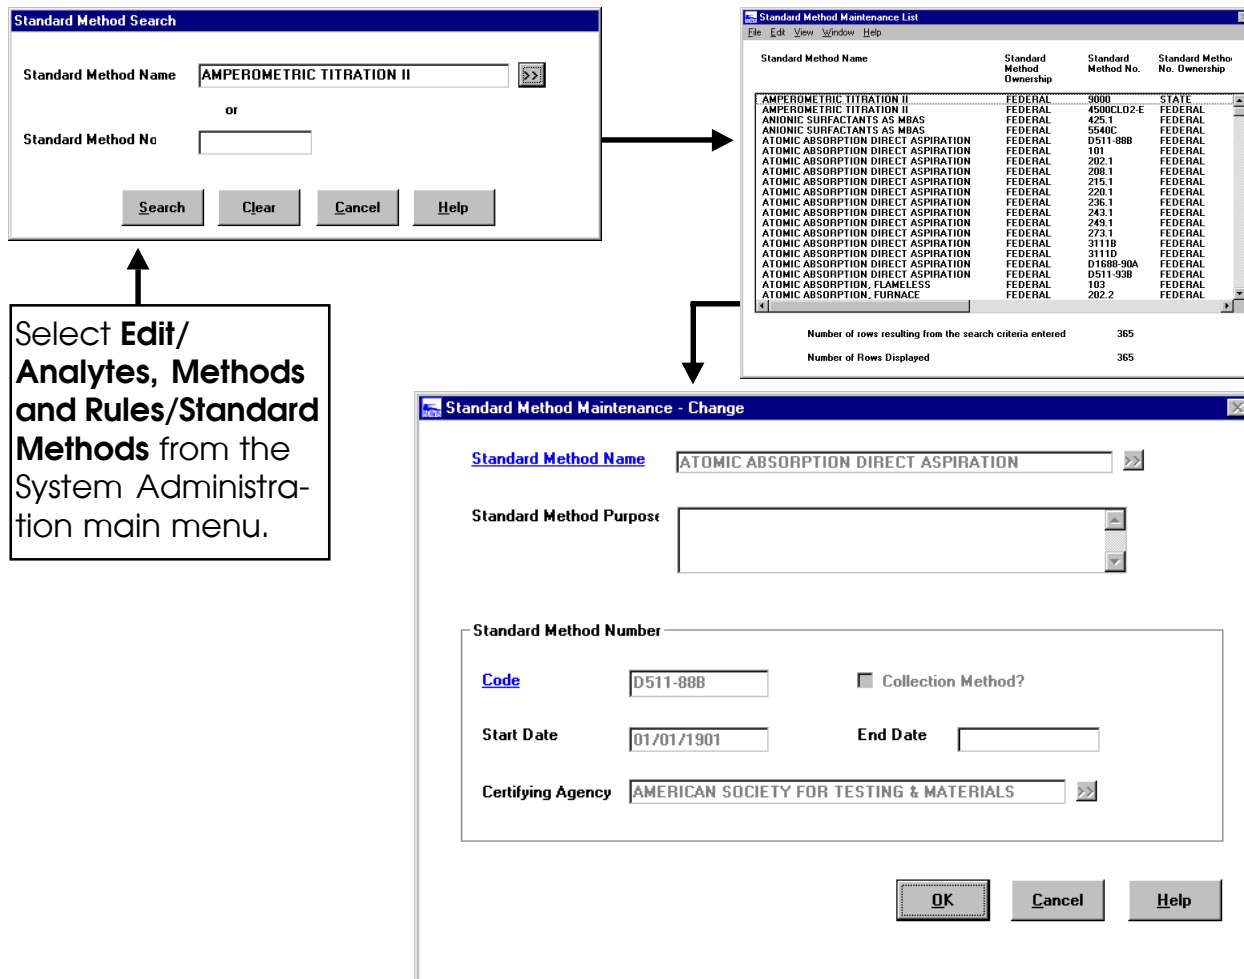 Standard Method Search
Standard Method Name AMPEROMETRIC TITRATION II >>
or
Standard Method No
Search Clear Cancel Help
Select Edit/
Analytes, Methods
and Rules/Standard
Methods from the
System Administra-
tion main menu.
Standard Method Maintenance List
File Edit View Window Help
Standard Method Name Standard Standard Standard Metho
Method Method No. No. Ownership
Ownership
AMPEROMETRIC TITRATION II FEDERAL 9000 STATE
AMPEROMETRIC TITRATION II FEDERAL 4500CLO2-E FEDERAL
ANIONIC SURFACTANTS AS MBAS FEDERAL 425.1 FEDERAL
ANIONIC SURFACTANTS AS MBAS FEDERAL 5540C FEDERAL
ATOMIC ABSORPTION DIRECT ASPIRATION FEDERAL D511-88B FEDERAL
ATOMIC ABSORPTION DIRECT ASPIRATION FEDERAL 101 FEDERAL
ATOMIC ABSORPTION DIRECT ASPIRATION FEDERAL 202.1 FEDERAL
ATOMIC ABSORPTION DIRECT ASPIRATION FEDERAL 208.1 FEDERAL
ATOMIC ABSORPTION DIRECT ASPIRATION FEDERAL 215.1 FEDERAL
ATOMIC ABSORPTION DIRECT ASPIRATION FEDERAL 220.1 FEDERAL
ATOMIC ABSORPTION DIRECT ASPIRATION FEDERAL 236.1 FEDERAL
ATOMIC ABSORPTION DIRECT ASPIRATION FEDERAL 243.1 FEDERAL
ATOMIC ABSORPTION DIRECT ASPIRATION FEDERAL 249.1 FEDERAL
ATOMIC ABSORPTION DIRECT ASPIRATION FEDERAL 273.1 FEDERAL
ATOMIC ABSORPTION DIRECT ASPIRATION FEDERAL 3111B FEDERAL
ATOMIC ABSORPTION DIRECT ASPIRATION FEDERAL 3111D FEDERAL
ATOMIC ABSORPTION DIRECT ASPIRATION FEDERAL D1688-90A FEDERAL
ATOMIC ABSORPTION DIRECT ASPIRATION FEDERAL D511-93B FEDERAL
ATOMIC ABSORPTION, FLAMELESS FEDERAL 103 FEDERAL
ATOMIC ABSORPTION, FURNACE FEDERAL 202.2 FEDERAL
Number of rows resulting from the search criteria entered 365
Number of Rows Displayed 365
Standard Method Maintenance - Change
Standard Method Name ATOMIC ABSORPTION DIRECT ASPIRATION >>
Standard Method Purpose
Standard Method Number
Code D511-88B Collection Method?
Start Date 01/01/1901 End Date
Certifying Agency AMERICAN SOCIETY FOR TESTING & MATERIALS >>
OK Cancel Help